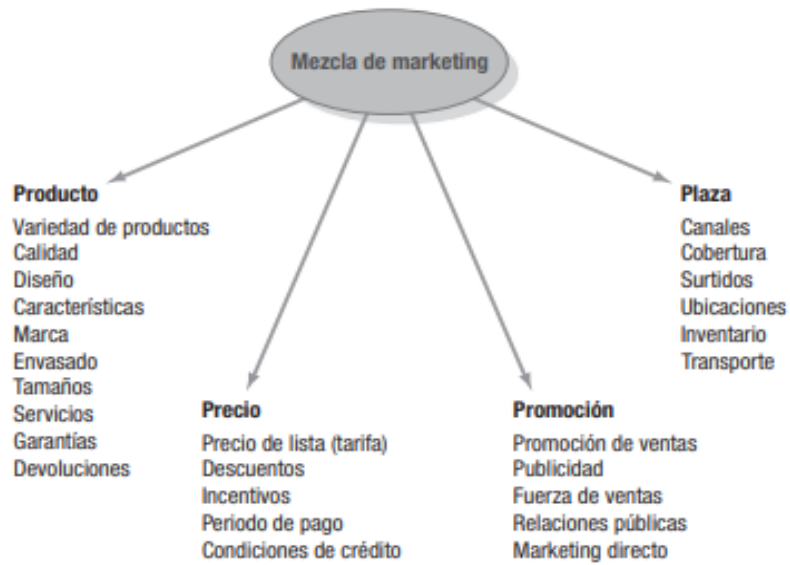 Mezcla de marketing
Producto
Variedad de productos
Calidad
Diseño
Características
Marca
Envasado
Tamaños
Servicios
Garantías
Devoluciones
Precio
Precio de lista (tarifa)
Descuentos
Incentivos
Periodo de pago
Condiciones de crédito
Promoción
Promoción de ventas
Publicidad
Fuerza de ventas
Relaciones públicas
Marketing directo
Plaza
Canales
Cobertura
Surtidos
Ubicaciones
Inventario
Transporte